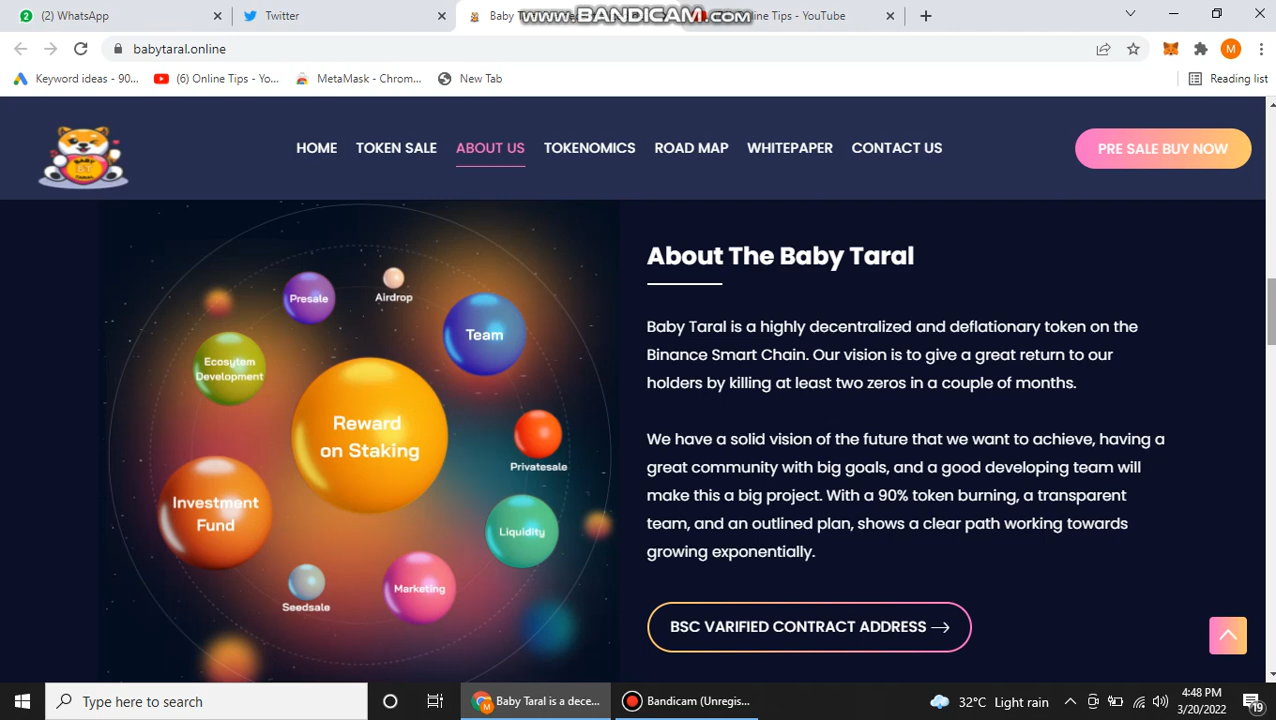 (2) WhatsApp
Twitter
Baby T
www.BANDICAM.com
ine Tips - YouTube
babytaral.online
M
Keyword ideas - 90...
(6) Online Tips - Yo...
MetaMask - Chrom...
New Tab
Reading list
BABY
BT
HOME
TOKEN SALE
ABOUT US
TOKENOMICS
ROAD MAP
WHITEPAPER
CONTACT US
PRE SALE BUY NOW
Presale
Airdrop
Team
Ecosytem
Development
Reward
on Staking
Privatesale
Investment
Fund
Liquidity
Marketing
Seedsale
About The Baby Taral
Baby Taral is a highly decentralized and deflationary token on the
Binance Smart Chain. Our vision is to give a great return to our
holders by killing at least two zeros in a couple of months.
We have a solid vision of the future that we want to achieve, having a
great community with big goals, and a good developing team will
make this a big project. With a 90% token burning, a transparent
team, and an outlined plan, shows a clear path working towards
growing exponentially.
BSC VARIFIED CONTRACT ADDRESS
Type here to search
Baby Taral is a dece...
Bandicam (Unregis...
32°C Light rain
4:48 PM
3/20/2022
19